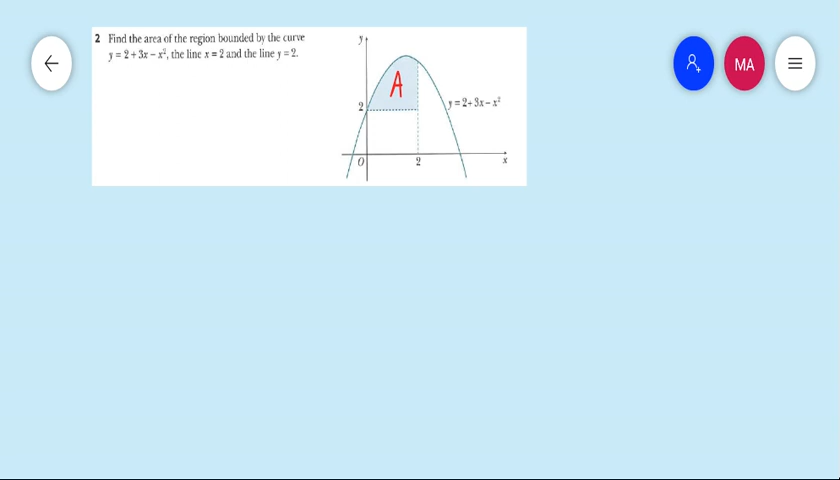 2 Find the area of the region bounded by the curve
y = 2 + 3x – x², the line x = 2 and the line y = 2.
y
A
2
y = 2 + 3x – x²
O
2
x
MA